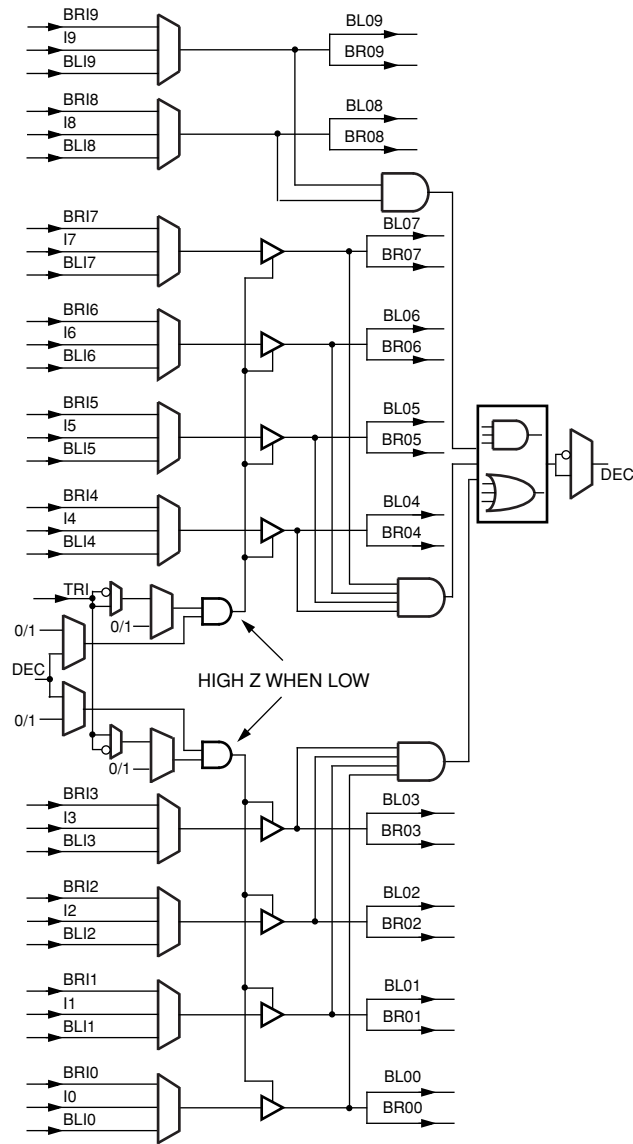 BRI9
I9
BLI9
BL09
BR09
BRI8
I8
BLI8
BL08
BR08
BRI7
I7
BLI7
BL07
BR07
BRI6
I6
BLI6
BL06
BR06
BRI5
I5
BLI5
BL05
BR05
BRI4
I4
BLI4
BL04
BR04
DEC
TRI
0/1
0/1
DEC
HIGH Z WHEN LOW
0/1
0/1
BRI3
I3
BLI3
BL03
BR03
BRI2
I2
BLI2
BL02
BR02
BRI1
I1
BLI1
BL01
BR01
BRI0
I0
BLI0
BL00
BR00